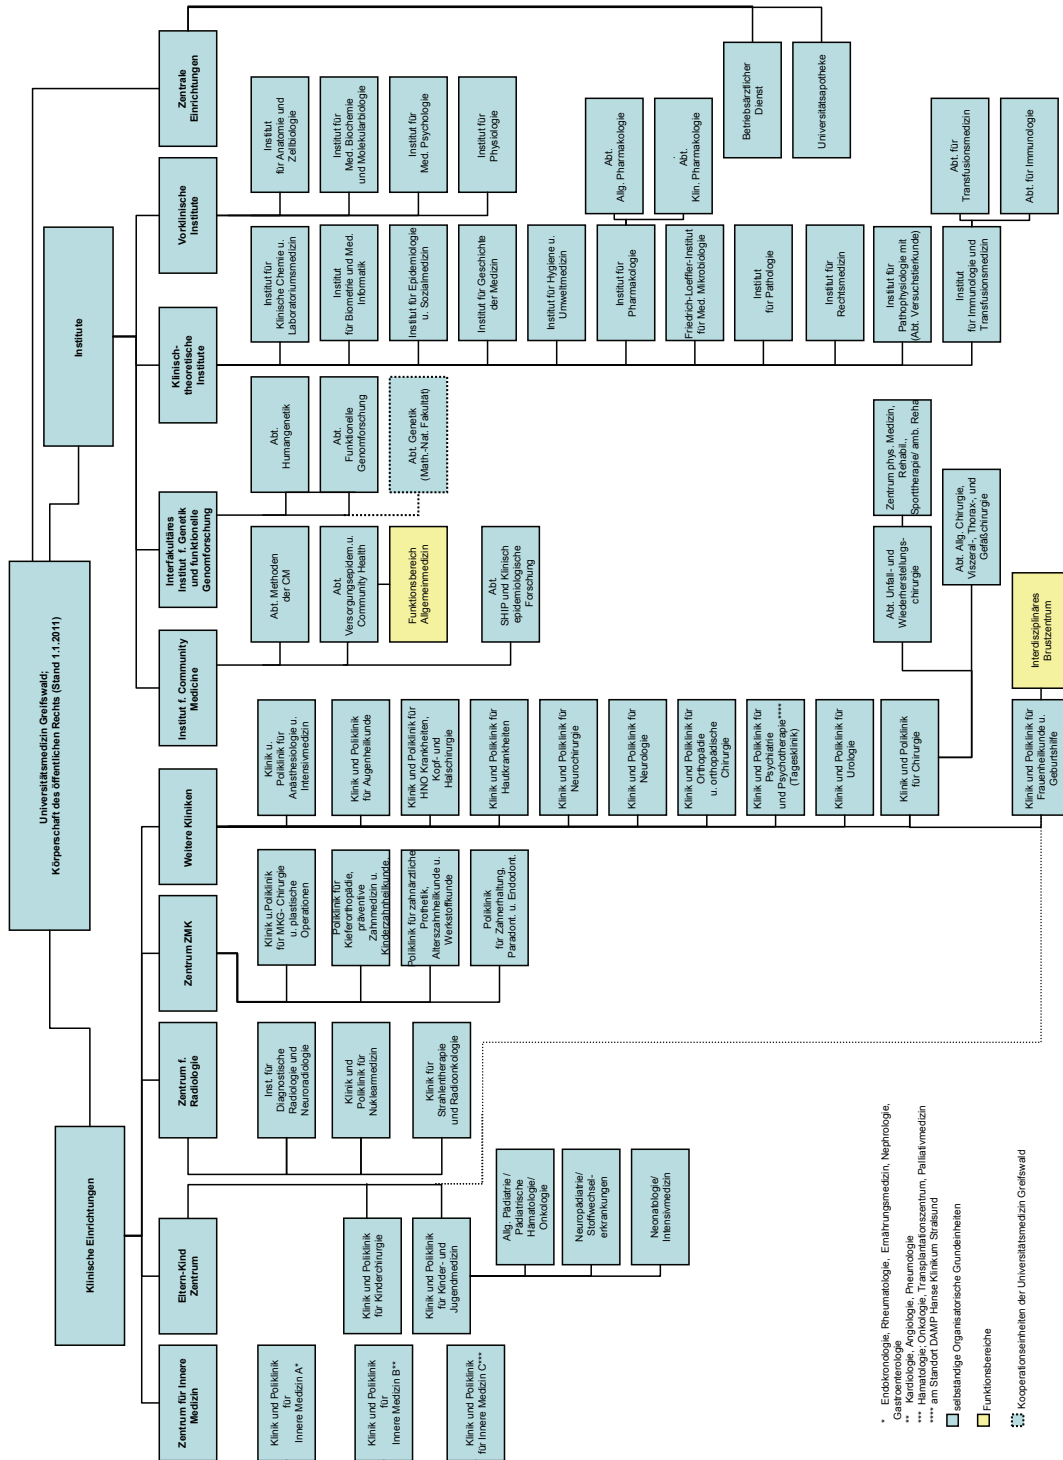 Universitätsmedizin Greifswald;
Körperschaft des öffentlichen Rechts (Stand 1.1.2011)
Klinische Einrichtungen
Institute
Zentrum für Innere
Medizin
Eltern-Kind
Zentrum
Zentrum f.
Radiologie
Zentrum ZMK
Weitere Kliniken
Institut f. Community
Medicine
Interfakultäres
Institut f. Genetik
und funktionelle
Genomforschung
Klinisch-
theoretische
Institute
Vorklinische
Institute
Zentrale
Einrichtungen
Klinik und Poliklinik
für
Innere Medizin A*
Klinik und Poliklinik
für
Innere Medizin B**
Klinik und Poliklinik
für Innere Medizin C***
Klinik und Poliklinik
für Kinderchirurgie
Klinik und Poliklinik
für Kinder- und
Jugendmedizin
Allg. Pädiatrie /
Pädiatrische
Hämatologie/
Onkologie
Neuropädiatrie/
Stoffwechsel-
erkrankungen
Neonatologie/
Intensivmedizin
Inst. für
Diagnostische
Radiologie und
Neuroradiologie
Klinik und
Poliklinik für
Nuklearmedizin
Klinik für
Strahlentherapie
und Radioonkologie
Klinik u.Poliklinik
für MKG- Chirurgie
u. plastische
Operationen
Poliklinik für
Kieferorthopädie,
präventive
Zahnmedizin u.
Kinderzahnheilkunde.
Poliklinik für zahnärztliche
Prothetik,
Alterszahnheilkunde u.
Werkstoffkunde
Poliklinik
für Zahnerhaltung,
Paradont. u. Endodont.
Klinik u.
Poliklinik für
Anästhesiologie u.
Intensivmedizin
Klinik und Poliklinik
für Augenheilkunde
Klinik und Poliklinik für
HNO Krankheiten,
Kopf- und
Halschirurgie
Klinik und Poliklinik für
Hautkrankheiten
Klinik und Poliklinik für
Neurochirurgie
Klinik und Poliklinik für
Neurologie
Klinik und Poliklinik für
Orthopädie
u. orthopädische
Chirurgie
Klinik und Poliklinik für
Psychiatrie
und Psychotherapie****
(Tagesklinik)
Klinik und Poliklinik für
Urologie
Klinik und Poliklinik
für Chirurgie
Abt. Unfall- und
Wiederherstellungs-
chirurgie
Zentrum phys. Medizin,
Rehabil.,
Sporttherapie/ amb. Reha
Abt. Allg. Chirurgie,
Viszeral-, Thorax-, und
Gefäßchirurgie
Klinik und Poliklinik für
Frauenheilkunde u.
Geburtshilfe
Interdisziplinäres
Brustzentrum
Abt. Methoden
der CM
Abt.
Versorgungsepidem.u.
Community Health
Funktionsbereich
Allgemeinmedizin
Abt.
SHIP und Klinisch
epidemiologische
Forschung
Abt.
Humangenetik
Abt.
Funktionelle
Genomforschung
Abt. Genetik
(Math.-Nat. Fakultät)
Institut für
Klinische Chemie u.
Laboratoriumsmedizin
Institut
für Biometrie und Med.
Informatik
Institut für Epidemiologie
u. Sozialmedizin
Institut für Geschichte
der Medizin
Institut für Hygiene u.
Umweltmedizin
Institut für
Pharmakologie
Abt.
Allg. Pharmakologie
Abt.
Klin. Pharmakologie
Friedrich-Loeffler-Institut
für Med. Mikrobiologie
Institut
für Pathologie
Institut für
Rechtsmedizin
Institut für
Pathophysiologie mit
(Abt. Versuchstierkunde)
Institut
für Immunologie und
Transfusionsmedizin
Abt. für
Transfusionsmedizin
Abt. für Immunologie
Institut
für Anatomie und
Zellbiologie
Institut für
Med. Biochemie
und Molekularbiologie
Institut für
Med. Psychologie
Institut für
Physiologie
Betriebsärztlicher
Dienst
Universitätsapotheke
* Endokronologie, Rheumatologie, Ernährungsmedizin, Nephrologie,
Gastroenterologie
** Kardiologie, Angiologie, Pneumologie
*** Hämatologie; Onkologie, Transplantationszentrum, Palliativmedizin
**** am Standort DAMP Hanse Klinikum Stralsund
selbständige Organisatorische Grundeinheiten
Funktionsbereiche
Kooperationseinheiten der Universitätsmedizin Greifswald